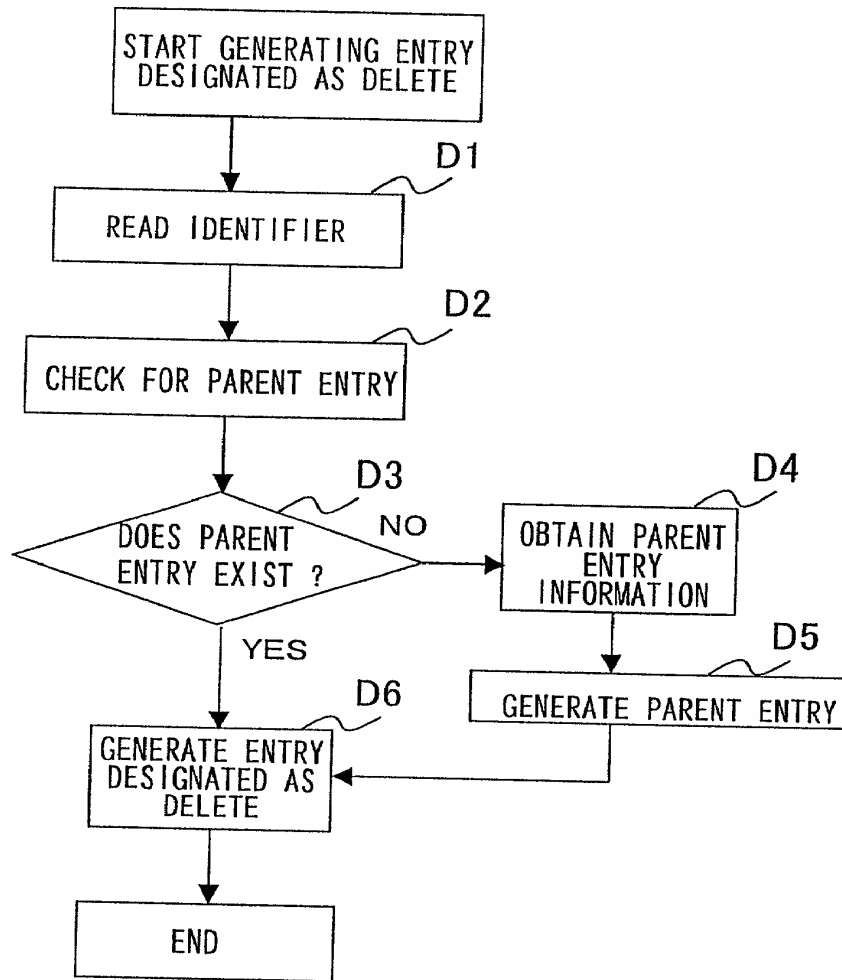 START GENERATING ENTRY
DESIGNATED AS DELETE
D1
READ IDENTIFIER
D2
CHECK FOR PARENT ENTRY
D3
DOES PARENT
ENTRY EXIST ?
NO
YES
D4
OBTAIN PARENT
ENTRY
INFORMATION
D5
GENERATE PARENT ENTRY
D6
GENERATE ENTRY
DESIGNATED AS
DELETE
END